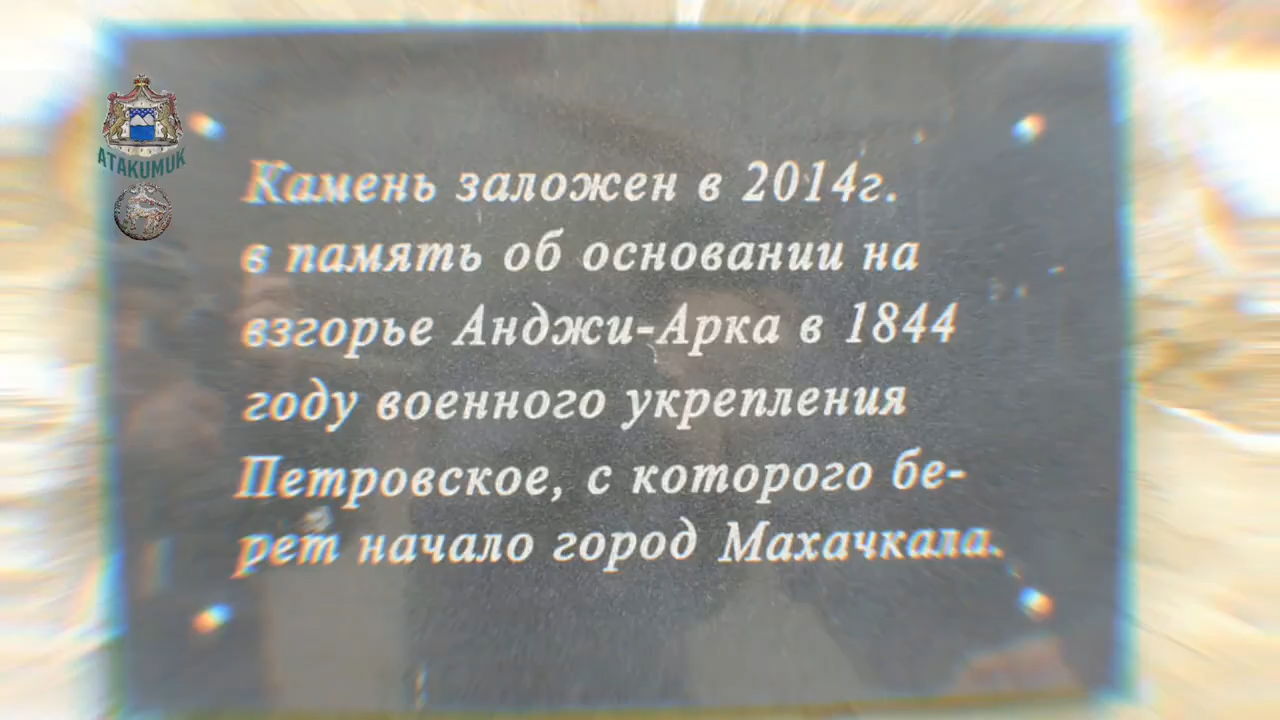 ATAKUMUK
Камень заложен в 2014г.
в память об основании на
взгорье Анджи-Арка в 1844
году военного укрепления
Петровское, с которого бе-
рет начало город Махачкала.